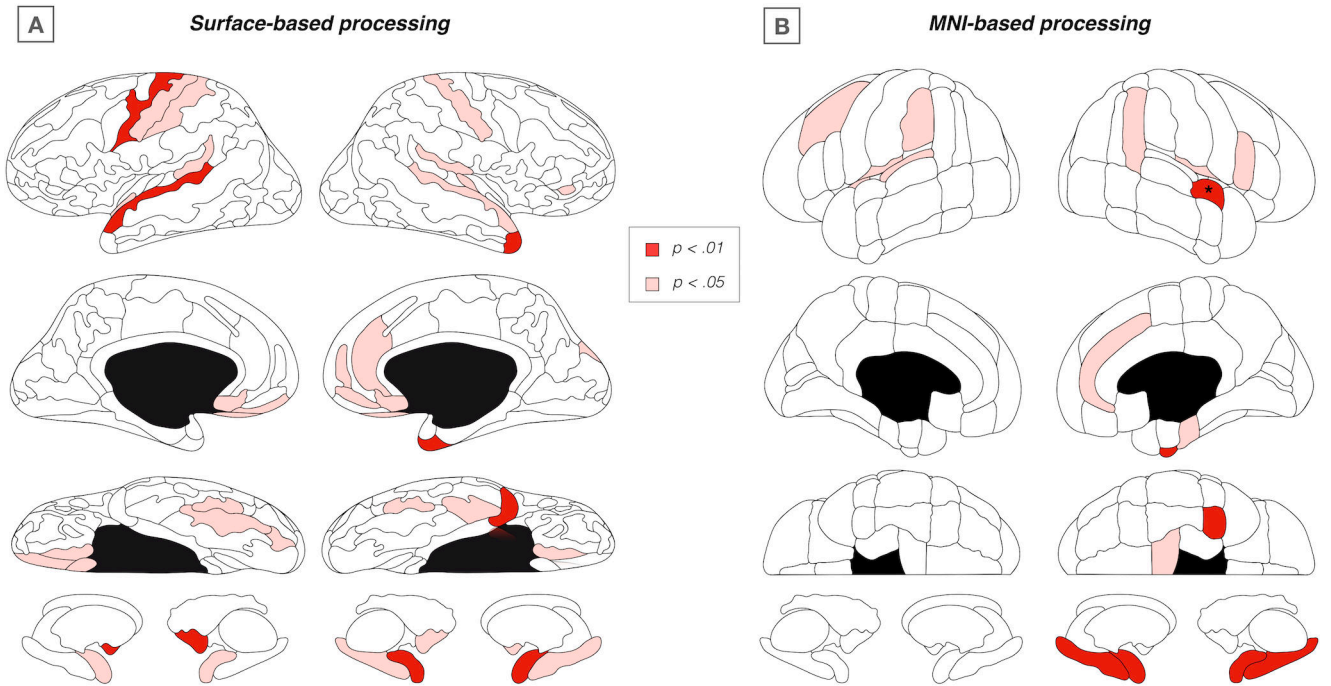 A
Surface-based processing
B
MNI-based processing
*
p < .01
p < .05